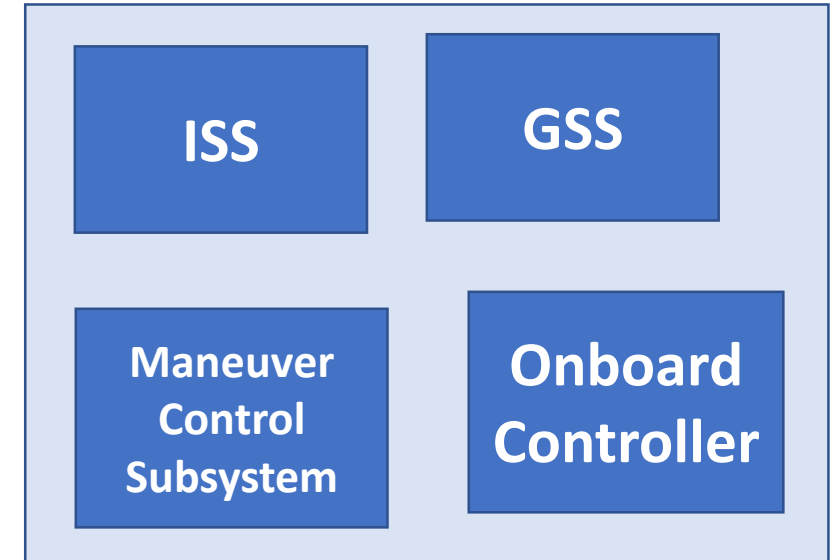 ISS
GSS
Maneuver
Control
Subsystem
Onboard
Controller